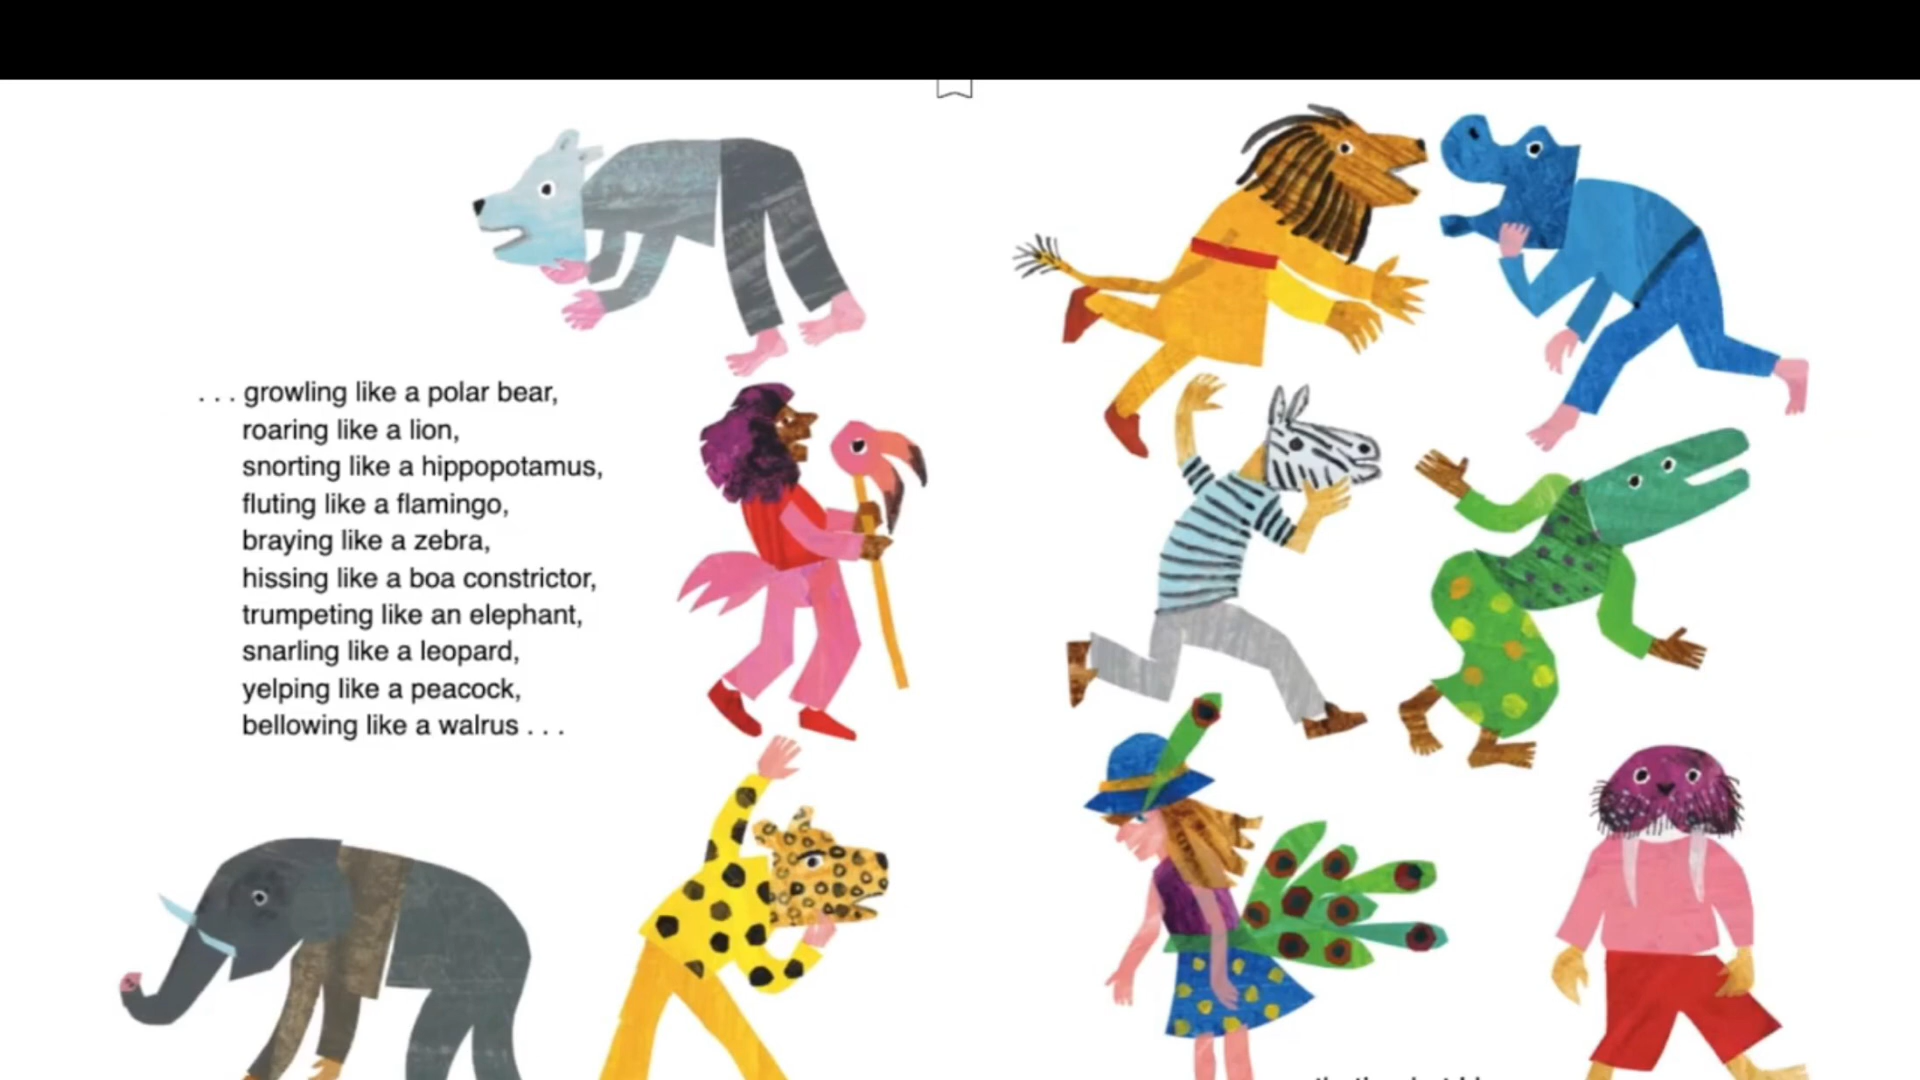 . . . growling like a polar bear,
roaring like a lion,
snorting like a hippopotamus,
fluting like a flamingo,
braying like a zebra,
hissing like a boa constrictor,
trumpeting like an elephant,
snarling like a leopard,
yelping like a peacock,
bellowing like a walrus . . .